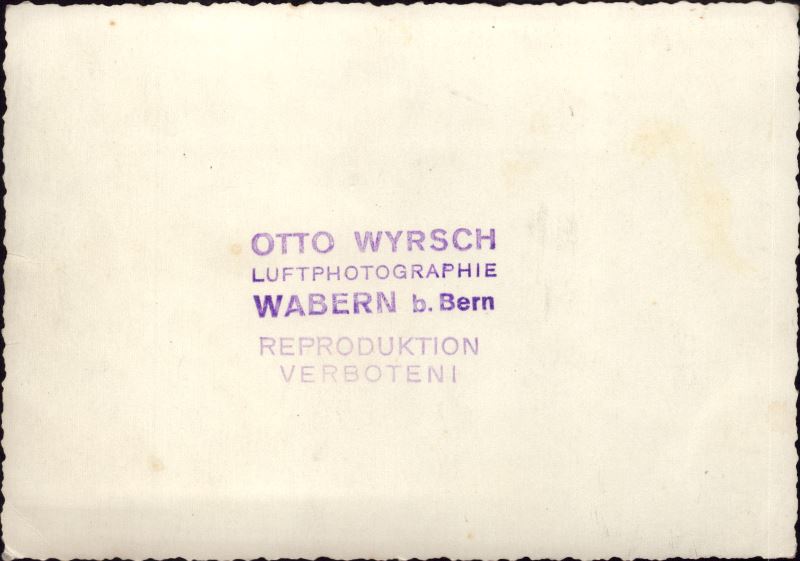 OTTO WYRSCH
LUFTPHOTOGRAPHIE
WABERN b. Bern
REPRODUKTION
VERBOTEN!